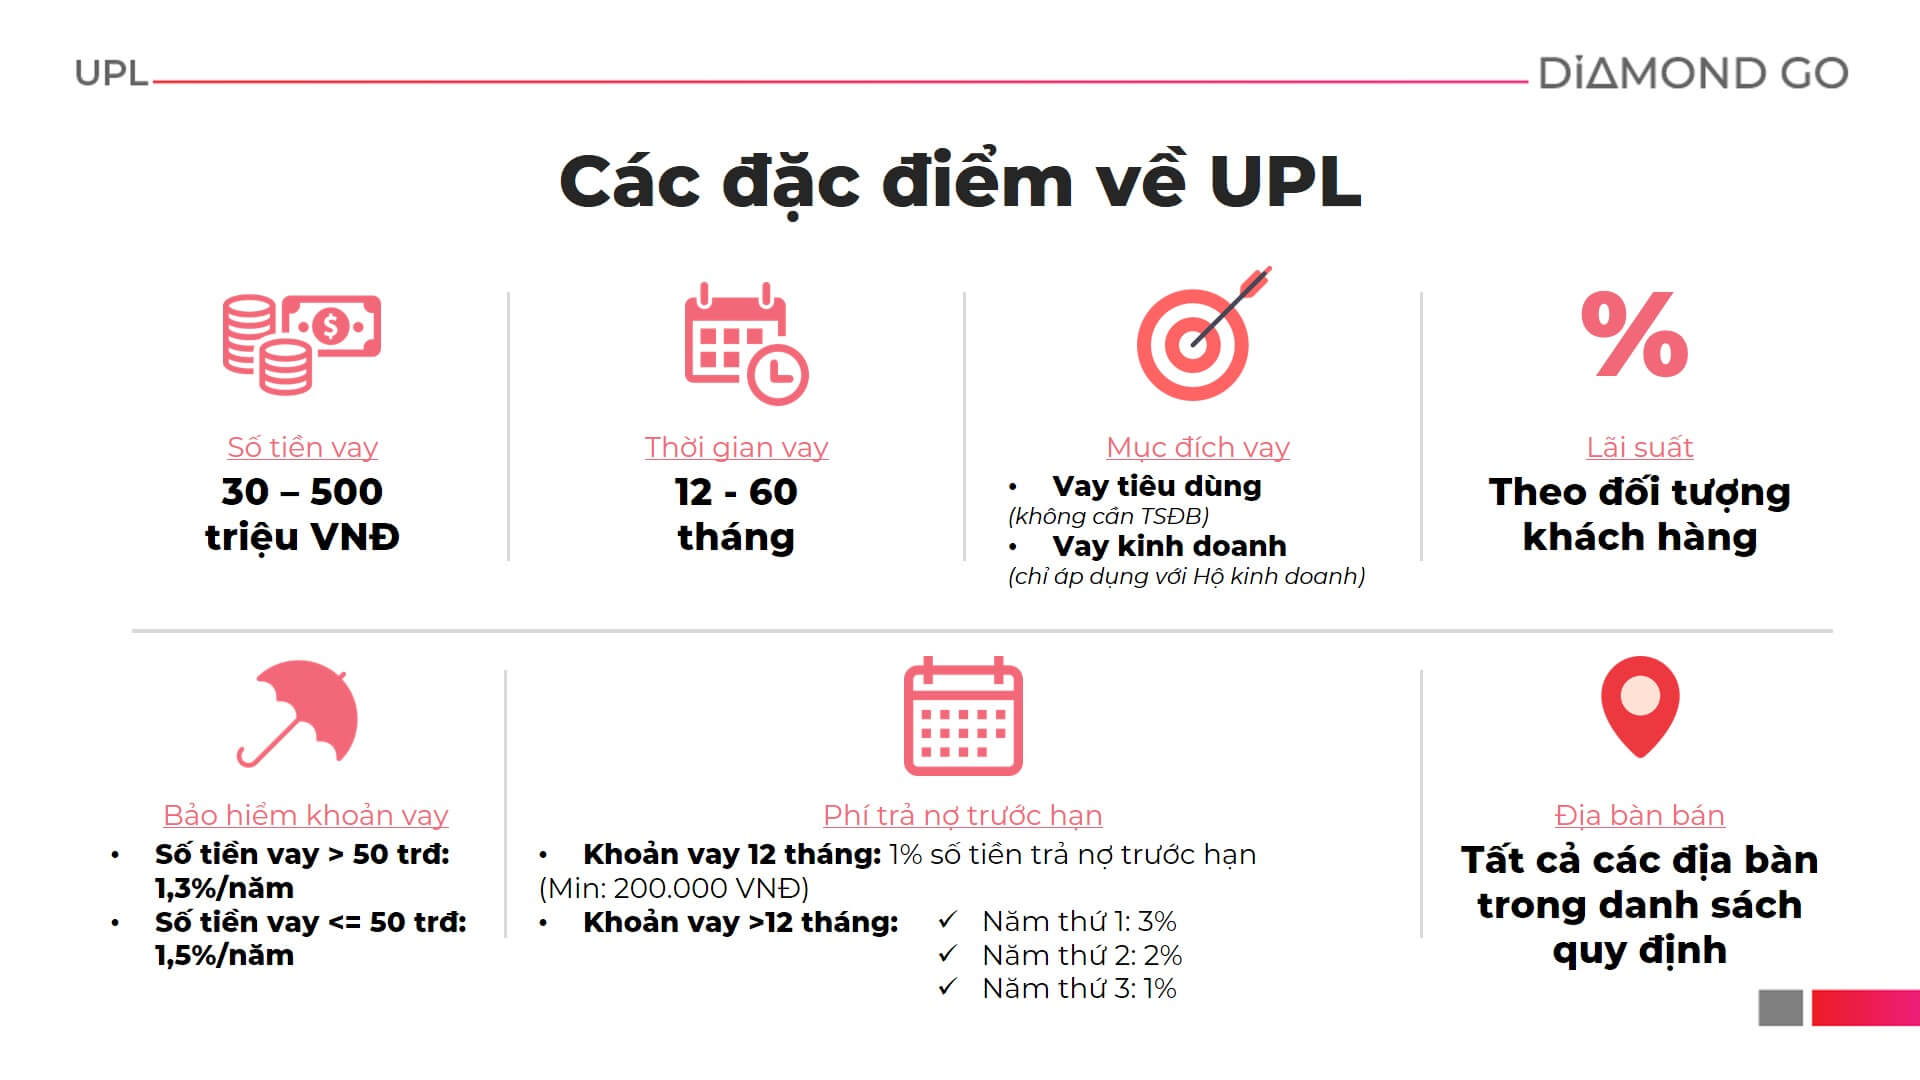 UPL
DiAMOND GO
Các đặc điểm về UPL
Số tiền vay
30 – 500
triệu VNĐ
Thời gian vay
12 - 60
tháng
Mục đích vay
• Vay tiêu dùng
(không cần TSĐB)
• Vay kinh doanh
(chỉ áp dụng với Hộ kinh doanh)
%
Lãi suất
Theo đối tượng
khách hàng
Bảo hiểm khoản vay
• Số tiền vay > 50 trđ:
1,3%/năm
• Số tiền vay <= 50 trđ:
1,5%/năm
Phí trả nợ trước hạn
• Khoản vay 12 tháng: 1% số tiền trả nợ trước hạn
(Min: 200.000 VNĐ)
• Khoản vay >12 tháng: ✓ Năm thứ 1: 3%
✓ Năm thứ 2: 2%
✓ Năm thứ 3: 1%
Địa bàn bán
Tất cả các địa bàn
trong danh sách
quy định